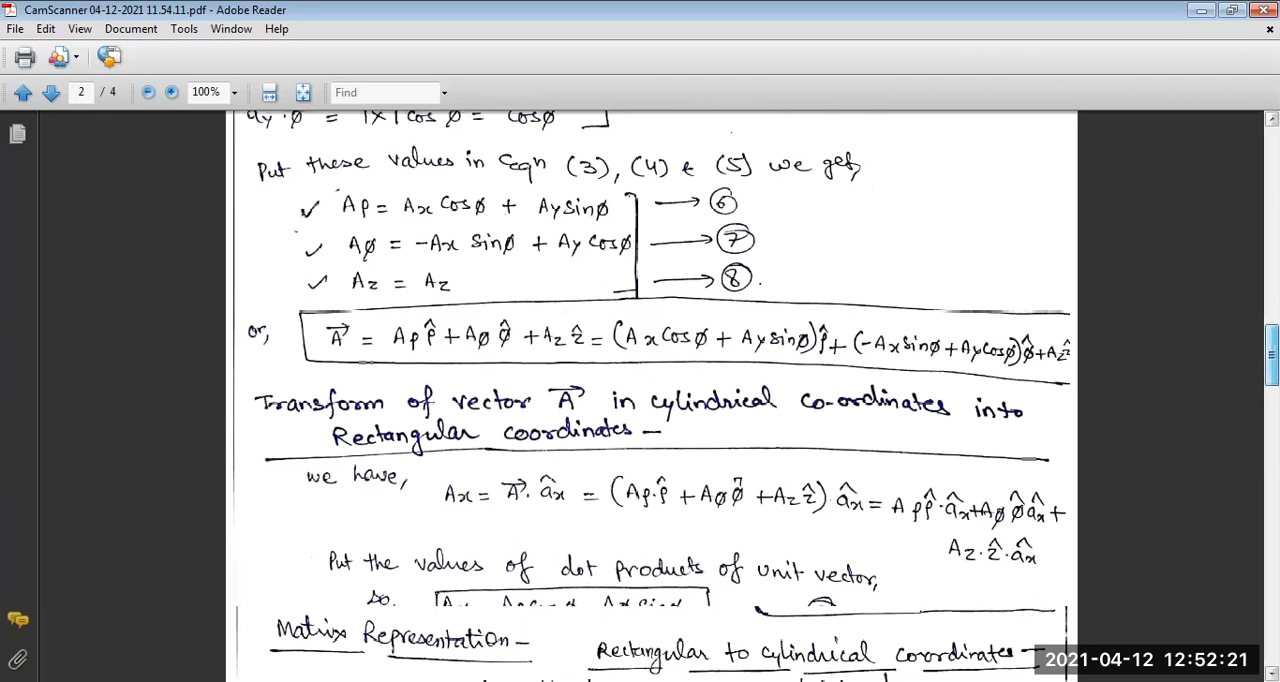 CamScanner 04-12-2021 11.54.11.pdf - Adobe Reader
File Edit View Document Tools Window Help
2 / 4 100% Find
ay·φ = |x| cos φ = cosφ
Put these values in eqn (3), (4) & (5) we get,
Aρ = Ax cosφ + Ay sinφ → 6
Aφ = -Ax sinφ + Ay cosφ → 7
Az = Az → 8.
or, A⃗ = Aρ ρ̂ + Aφ φ̂ + Az ẑ = (Ax cosφ + Ay sinφ)ρ̂ + (-Ax sinφ + Ay cosφ)φ̂ + Az ẑ
Transform of vector A⃗ in cylindrical co-ordinates into
Rectangular coordinates -
we have, Ax = A⃗·âx = (Aρ·ρ̂ + Aφ φ̂ + Az ẑ)·âx = Aρ ρ̂·âx + Aφ φ̂ âx +
Az·ẑ·âx
Put the values of dot products of unit vector,
so.
Matrix Representation -
Rectangular to cylindrical coordinates -
2021-04-12 12:52:21